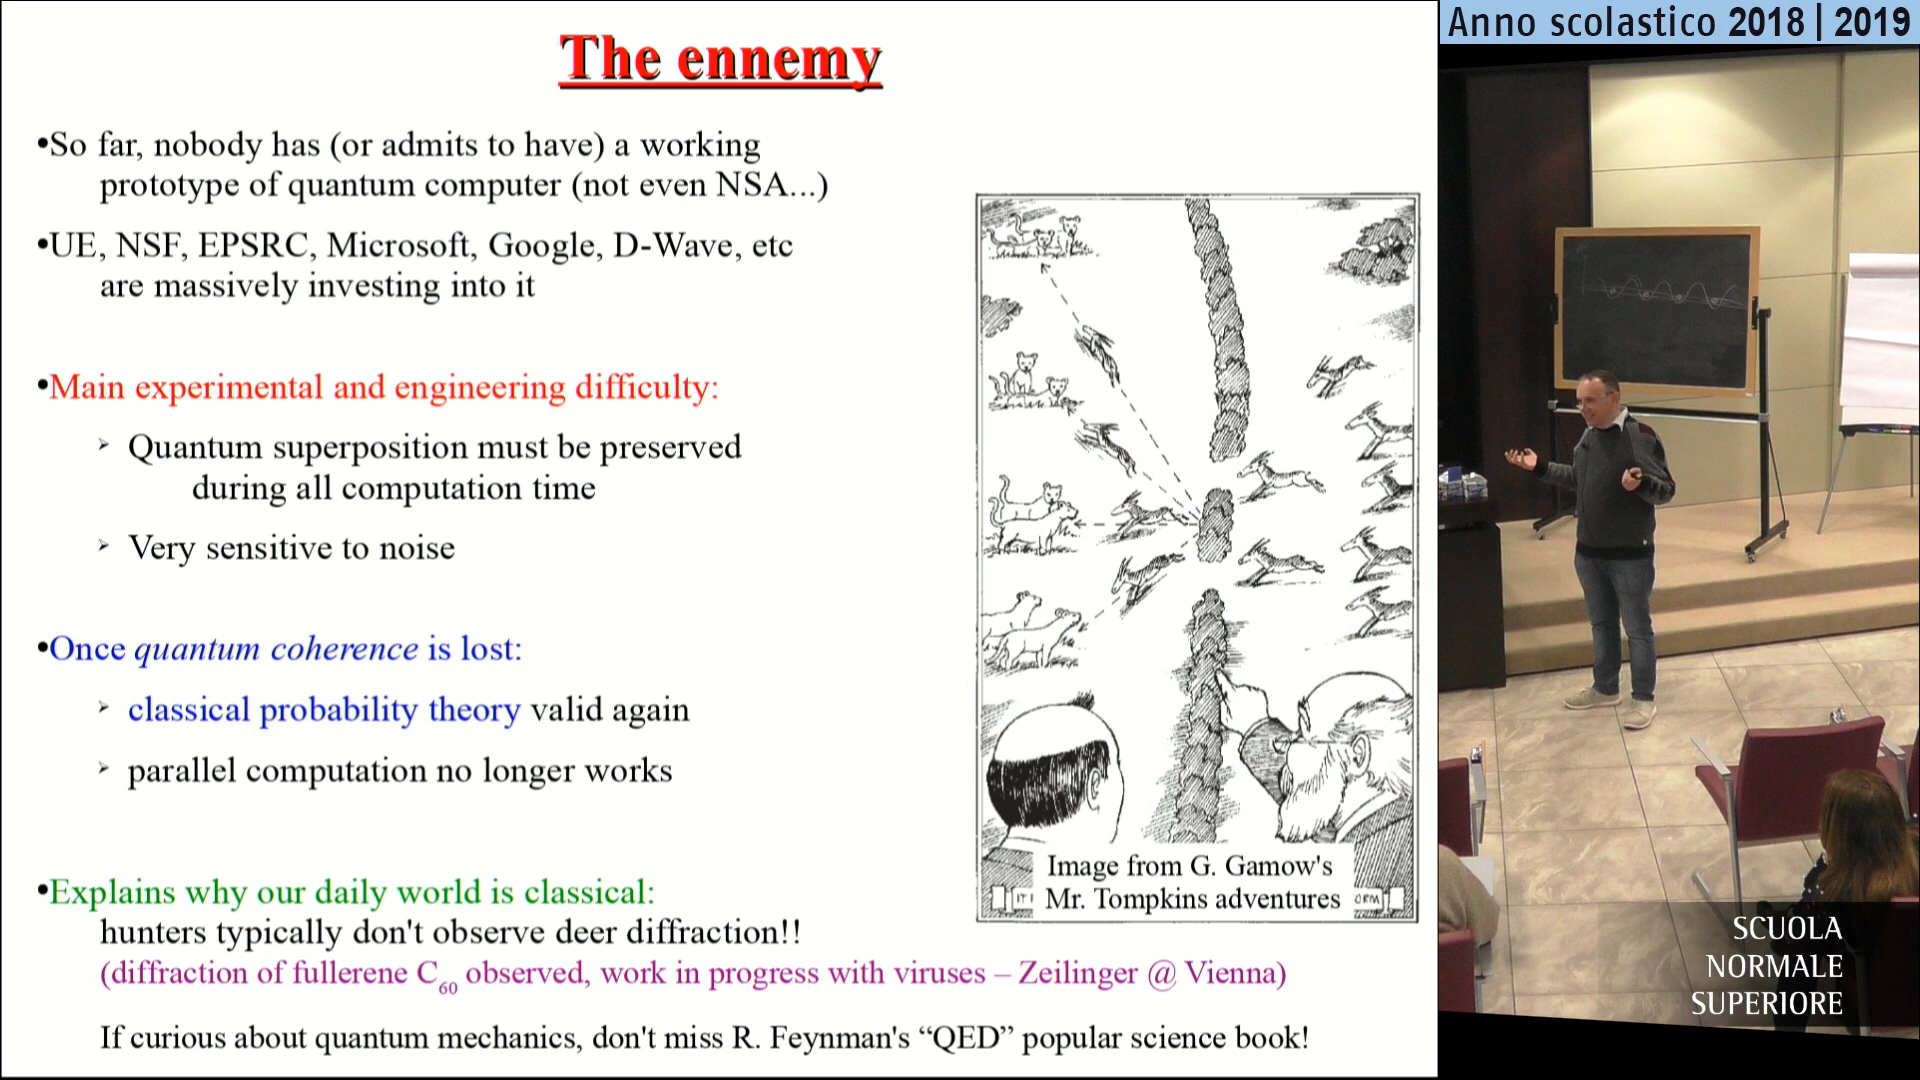 The ennemy
•So far, nobody has (or admits to have) a working
prototype of quantum computer (not even NSA...)
•UE, NSF, EPSRC, Microsoft, Google, D-Wave, etc
are massively investing into it
•Main experimental and engineering difficulty:
➢ Quantum superposition must be preserved
during all computation time
➢ Very sensitive to noise
•Once quantum coherence is lost:
➢ classical probability theory valid again
➢ parallel computation no longer works
•Explains why our daily world is classical:
hunters typically don't observe deer diffraction!!
(diffraction of fullerene C60 observed, work in progress with viruses – Zeilinger @ Vienna)
If curious about quantum mechanics, don't miss R. Feynman's “QED” popular science book!
Image from G. Gamow's
Mr. Tompkins adventures
Anno scolastico 2018 | 2019
SCUOLA
NORMALE
SUPERIORE